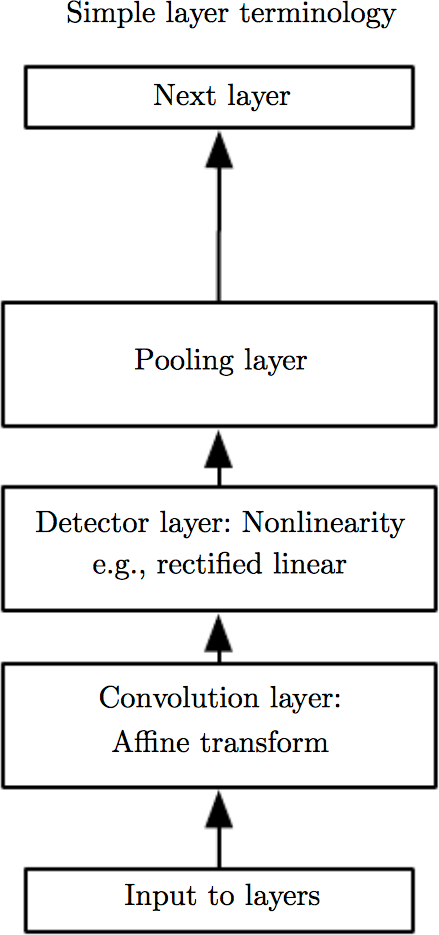 Simple layer terminology
Next layer
Pooling layer
Detector layer: Nonlinearity
e.g., rectified linear
Convolution layer:
Affine transform
Input to layers